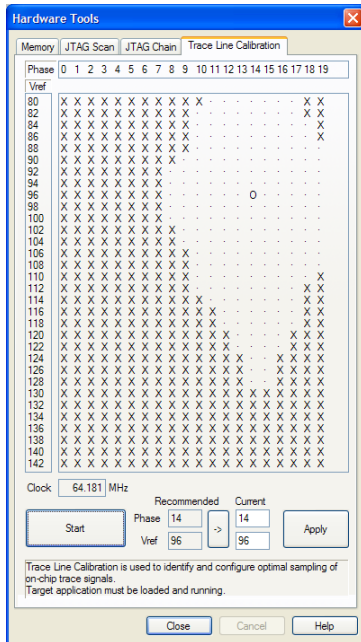 Hardware Tools
Memory JTAG Scan JTAG Chain Trace Line Calibration
Phase 0 1 2 3 4 5 6 7 8 9 10 11 12 13 14 15 16 17 18 19
Vref
80 X X X X X X X X X X X · · · · · · · X X
82 X X X X X X X X X X · · · · · · · · X X
84 X X X X X X X X X X · · · · · · · · · X
86 X X X X X X X X X X · · · · · · · · · X
88 X X X X X X X X X X · · · · · · · · · ·
90 X X X X X X X X X · · · · · · · · · · ·
92 X X X X X X X X · · · · · · · · · · · ·
94 X X X X X X X X · · · · · · · · · · · ·
96 X X X X X X X X · · · · · · O · · · · ·
98 X X X X X X X X · · · · · · · · · · · ·
100 X X X X X X X X · · · · · · · · · · · ·
102 X X X X X X X X X · · · · · · · · · · ·
104 X X X X X X X X X · · · · · · · · · · ·
106 X X X X X X X X X X · · · · · · · · · ·
108 X X X X X X X X X X · · · · · · · · · ·
110 X X X X X X X X X X · · · · · · · · · X
112 X X X X X X X X X X · · · · · · · · X X
114 X X X X X X X X X X X · · · · · · · X X
116 X X X X X X X X X X X X · · · · · · X X
118 X X X X X X X X X X X X · · · · · · X X
120 X X X X X X X X X X X X X · · · · X X X
122 X X X X X X X X X X X X X · · · · X X X
124 X X X X X X X X X X X X X X · · X X X X
126 X X X X X X X X X X X X X X · · X X X X
128 X X X X X X X X X X X X X X · · X X X X
130 X X X X X X X X X X X X X X X X X X X X
132 X X X X X X X X X X X X X X X X X X X X
134 X X X X X X X X X X X X X X X X X X X X
136 X X X X X X X X X X X X X X X X X X X X
138 X X X X X X X X X X X X X X X X X X X X
140 X X X X X X X X X X X X X X X X X X X X
142 X X X X X X X X X X X X X X X X X X X X
Clock 64.181 MHz
Recommended Current
Start Phase 14 -> 14 Apply
Vref 96 96
Trace Line Calibration is used to identify and configure optimal sampling of
on-chip trace signals.
Target application must be loaded and running.
Close Cancel Help